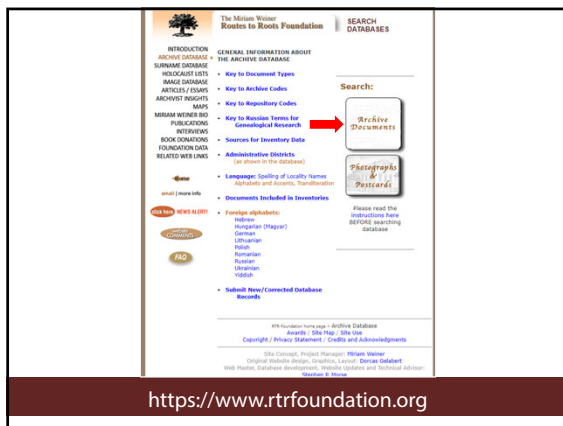 The Miriam Weiner
Routes to Roots Foundation
SEARCH
DATABASES
INTRODUCTION
ARCHIVE DATABASE
SURNAME DATABASE
HOLOCAUST LISTS
IMAGE DATABASE
ARTICLES / ESSAYS
ARCHIVIST INSIGHTS
MAPS
MIRIAM WEINER BIO
PUBLICATIONS
INTERVIEWS
BOOK DONATIONS
FOUNDATION DATA
RELATED WEB LINKS
email | more info
click here NEWS ALERT!
website
COMMENTS
FAQ
GENERAL INFORMATION ABOUT
THE ARCHIVE DATABASE
• Key to Document Types
• Key to Archive Codes
• Key to Repository Codes
• Key to Russian Terms for
Genealogical Research
• Sources for Inventory Data
• Administrative Districts
(as shown in the database)
• Language: Spelling of Locality Names
Alphabets and Accents, Transliteration
• Documents Included in Inventories
• Foreign alphabets:
Hebrew
Hungarian (Magyar)
German
Lithuanian
Polish
Romanian
Russian
Ukrainian
Yiddish
• Submit New/Corrected Database
Records
Search:
Archive
Documents
Photographs
&
Postcards
Please read the
instructions here
BEFORE searching
database
RTR Foundation home page > Archive Database
Awards / Site Map / Site Use
Copyright / Privacy Statement / Credits and Acknowledgments
Site Concept, Project Manager: Miriam Weiner
Original Website design, Graphics, Layout: Dorcas Gelabert
Web Master, Database development, Website Updates and Technical Advisor:
Stephen P. Morse
https://www.rtrfoundation.org